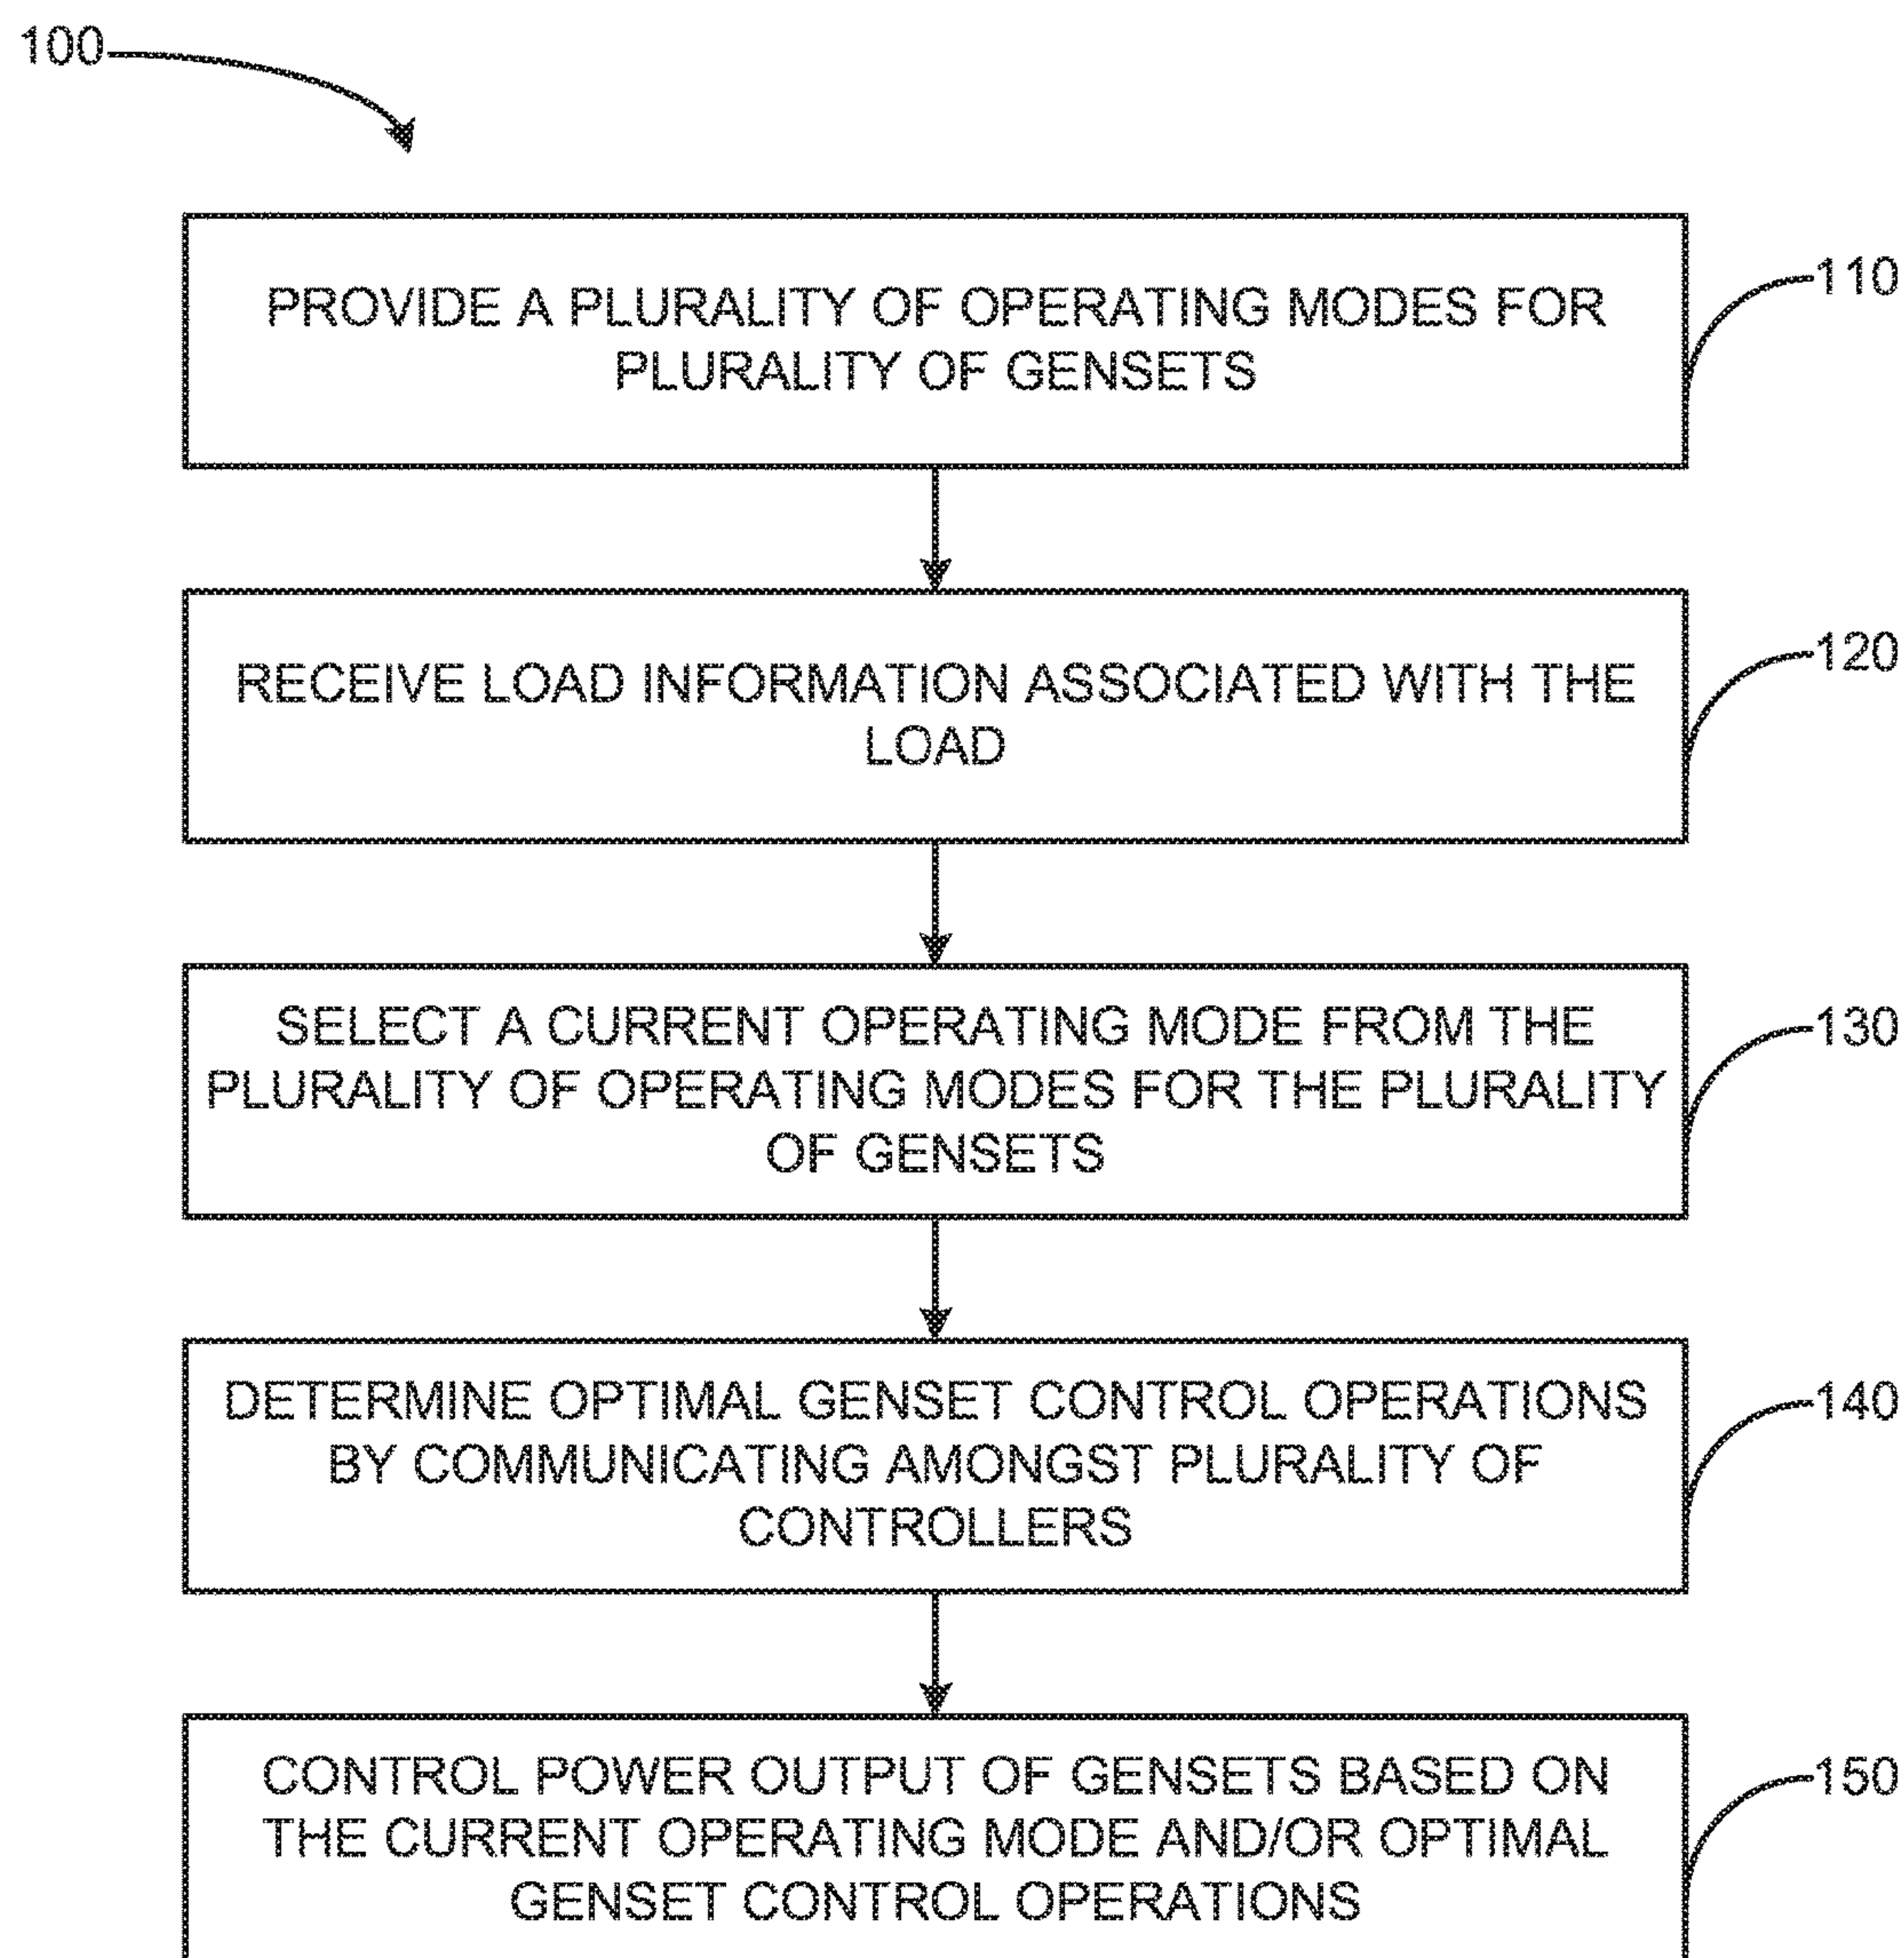 100
PROVIDE A PLURALITY OF OPERATING MODES FOR
PLURALITY OF GENSETS
110
RECEIVE LOAD INFORMATION ASSOCIATED WITH THE
LOAD
120
SELECT A CURRENT OPERATING MODE FROM THE
PLURALITY OF OPERATING MODES FOR THE PLURALITY
OF GENSETS
130
DETERMINE OPTIMAL GENSET CONTROL OPERATIONS
BY COMMUNICATING AMONGST PLURALITY OF
CONTROLLERS
140
CONTROL POWER OUTPUT OF GENSETS BASED ON
THE CURRENT OPERATING MODE AND/OR OPTIMAL
GENSET CONTROL OPERATIONS
150